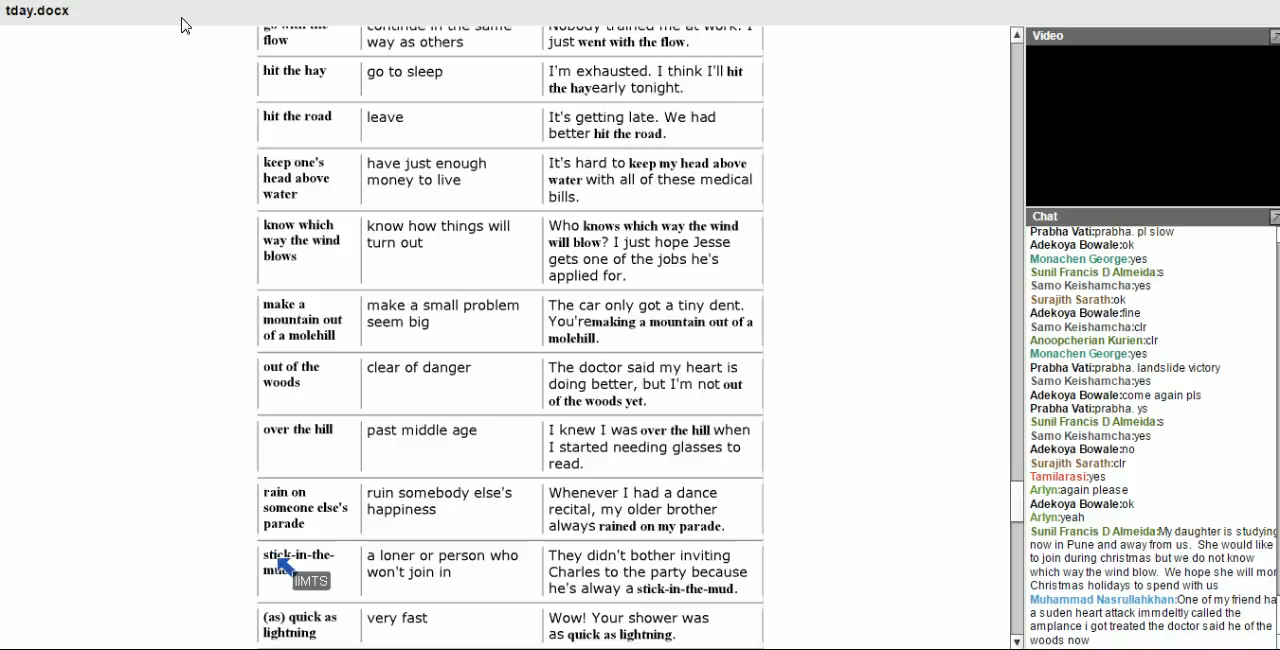 tday.docx
go with the
flow
continue in the same
way as others
Nobody trained me at work. I
just went with the flow.
hit the hay
go to sleep
I'm exhausted. I think I'll hit
the hayearly tonight.
hit the road
leave
It's getting late. We had
better hit the road.
keep one's
head above
water
have just enough
money to live
It's hard to keep my head above
water with all of these medical
bills.
know which
way the wind
blows
know how things will
turn out
Who knows which way the wind
will blow? I just hope Jesse
gets one of the jobs he's
applied for.
make a
mountain out
of a molehill
make a small problem
seem big
The car only got a tiny dent.
You'remaking a mountain out of a
molehill.
out of the
woods
clear of danger
The doctor said my heart is
doing better, but I'm not out
of the woods yet.
over the hill
past middle age
I knew I was over the hill when
I started needing glasses to
read.
rain on
someone else's
parade
ruin somebody else's
happiness
Whenever I had a dance
recital, my older brother
always rained on my parade.
stick-in-the-
IIMTS
a loner or person who
won't join in
They didn't bother inviting
Charles to the party because
he's alway a stick-in-the-mud.
(as) quick as
lightning
very fast
Wow! Your shower was
as quick as lightning.
Video
Chat
Prabha Vati:prabha. pl slow
Adekoya Bowale:ok
Monachen George:yes
Sunil Francis D Almeida:s
Samo Keishamcha:yes
Surajith Sarath:ok
Adekoya Bowale:fine
Samo Keishamcha:clr
Anoopcherian Kurien:clr
Monachen George:yes
Prabha Vati:prabha. landslide victory
Samo Keishamcha:yes
Adekoya Bowale:come again pls
Prabha Vati:prabha. ys
Sunil Francis D Almeida:s
Samo Keishamcha:yes
Adekoya Bowale:no
Surajith Sarath:clr
Tamilarasi:yes
Arlyn:again please
Adekoya Bowale:ok
Arlyn:yeah
Sunil Francis D Almeida:My daughter is studying
now in Pune and away from us. She would like
to join during christmas but we do not know
which way the wind blow. We hope she will
Christmas holidays to spend with us
Muhammad Nasrullahkhan:One of my friend
a suden heart attack immdeltly called the
amplance i got treated the doctor said he of the
woods now